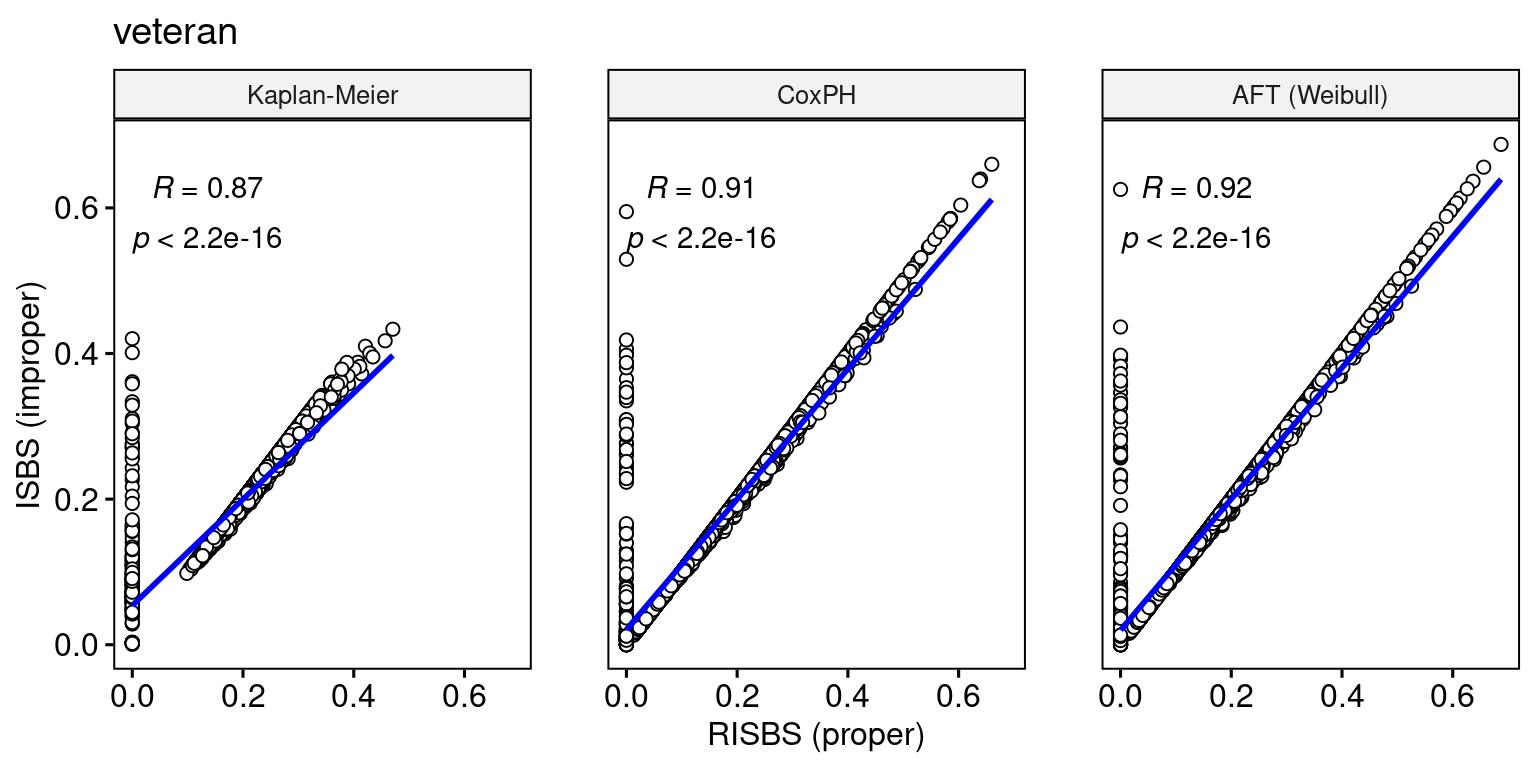 veteran
Kaplan-Meier
CoxPH
AFT (Weibull)
R = 0.87
p < 2.2e-16
R = 0.91
p < 2.2e-16
R = 0.92
p < 2.2e-16
ISBS (improper)
0.6
0.4
0.2
0.0
0.0 0.2 0.4 0.6
0.0 0.2 0.4 0.6
0.0 0.2 0.4 0.6
RISBS (proper)